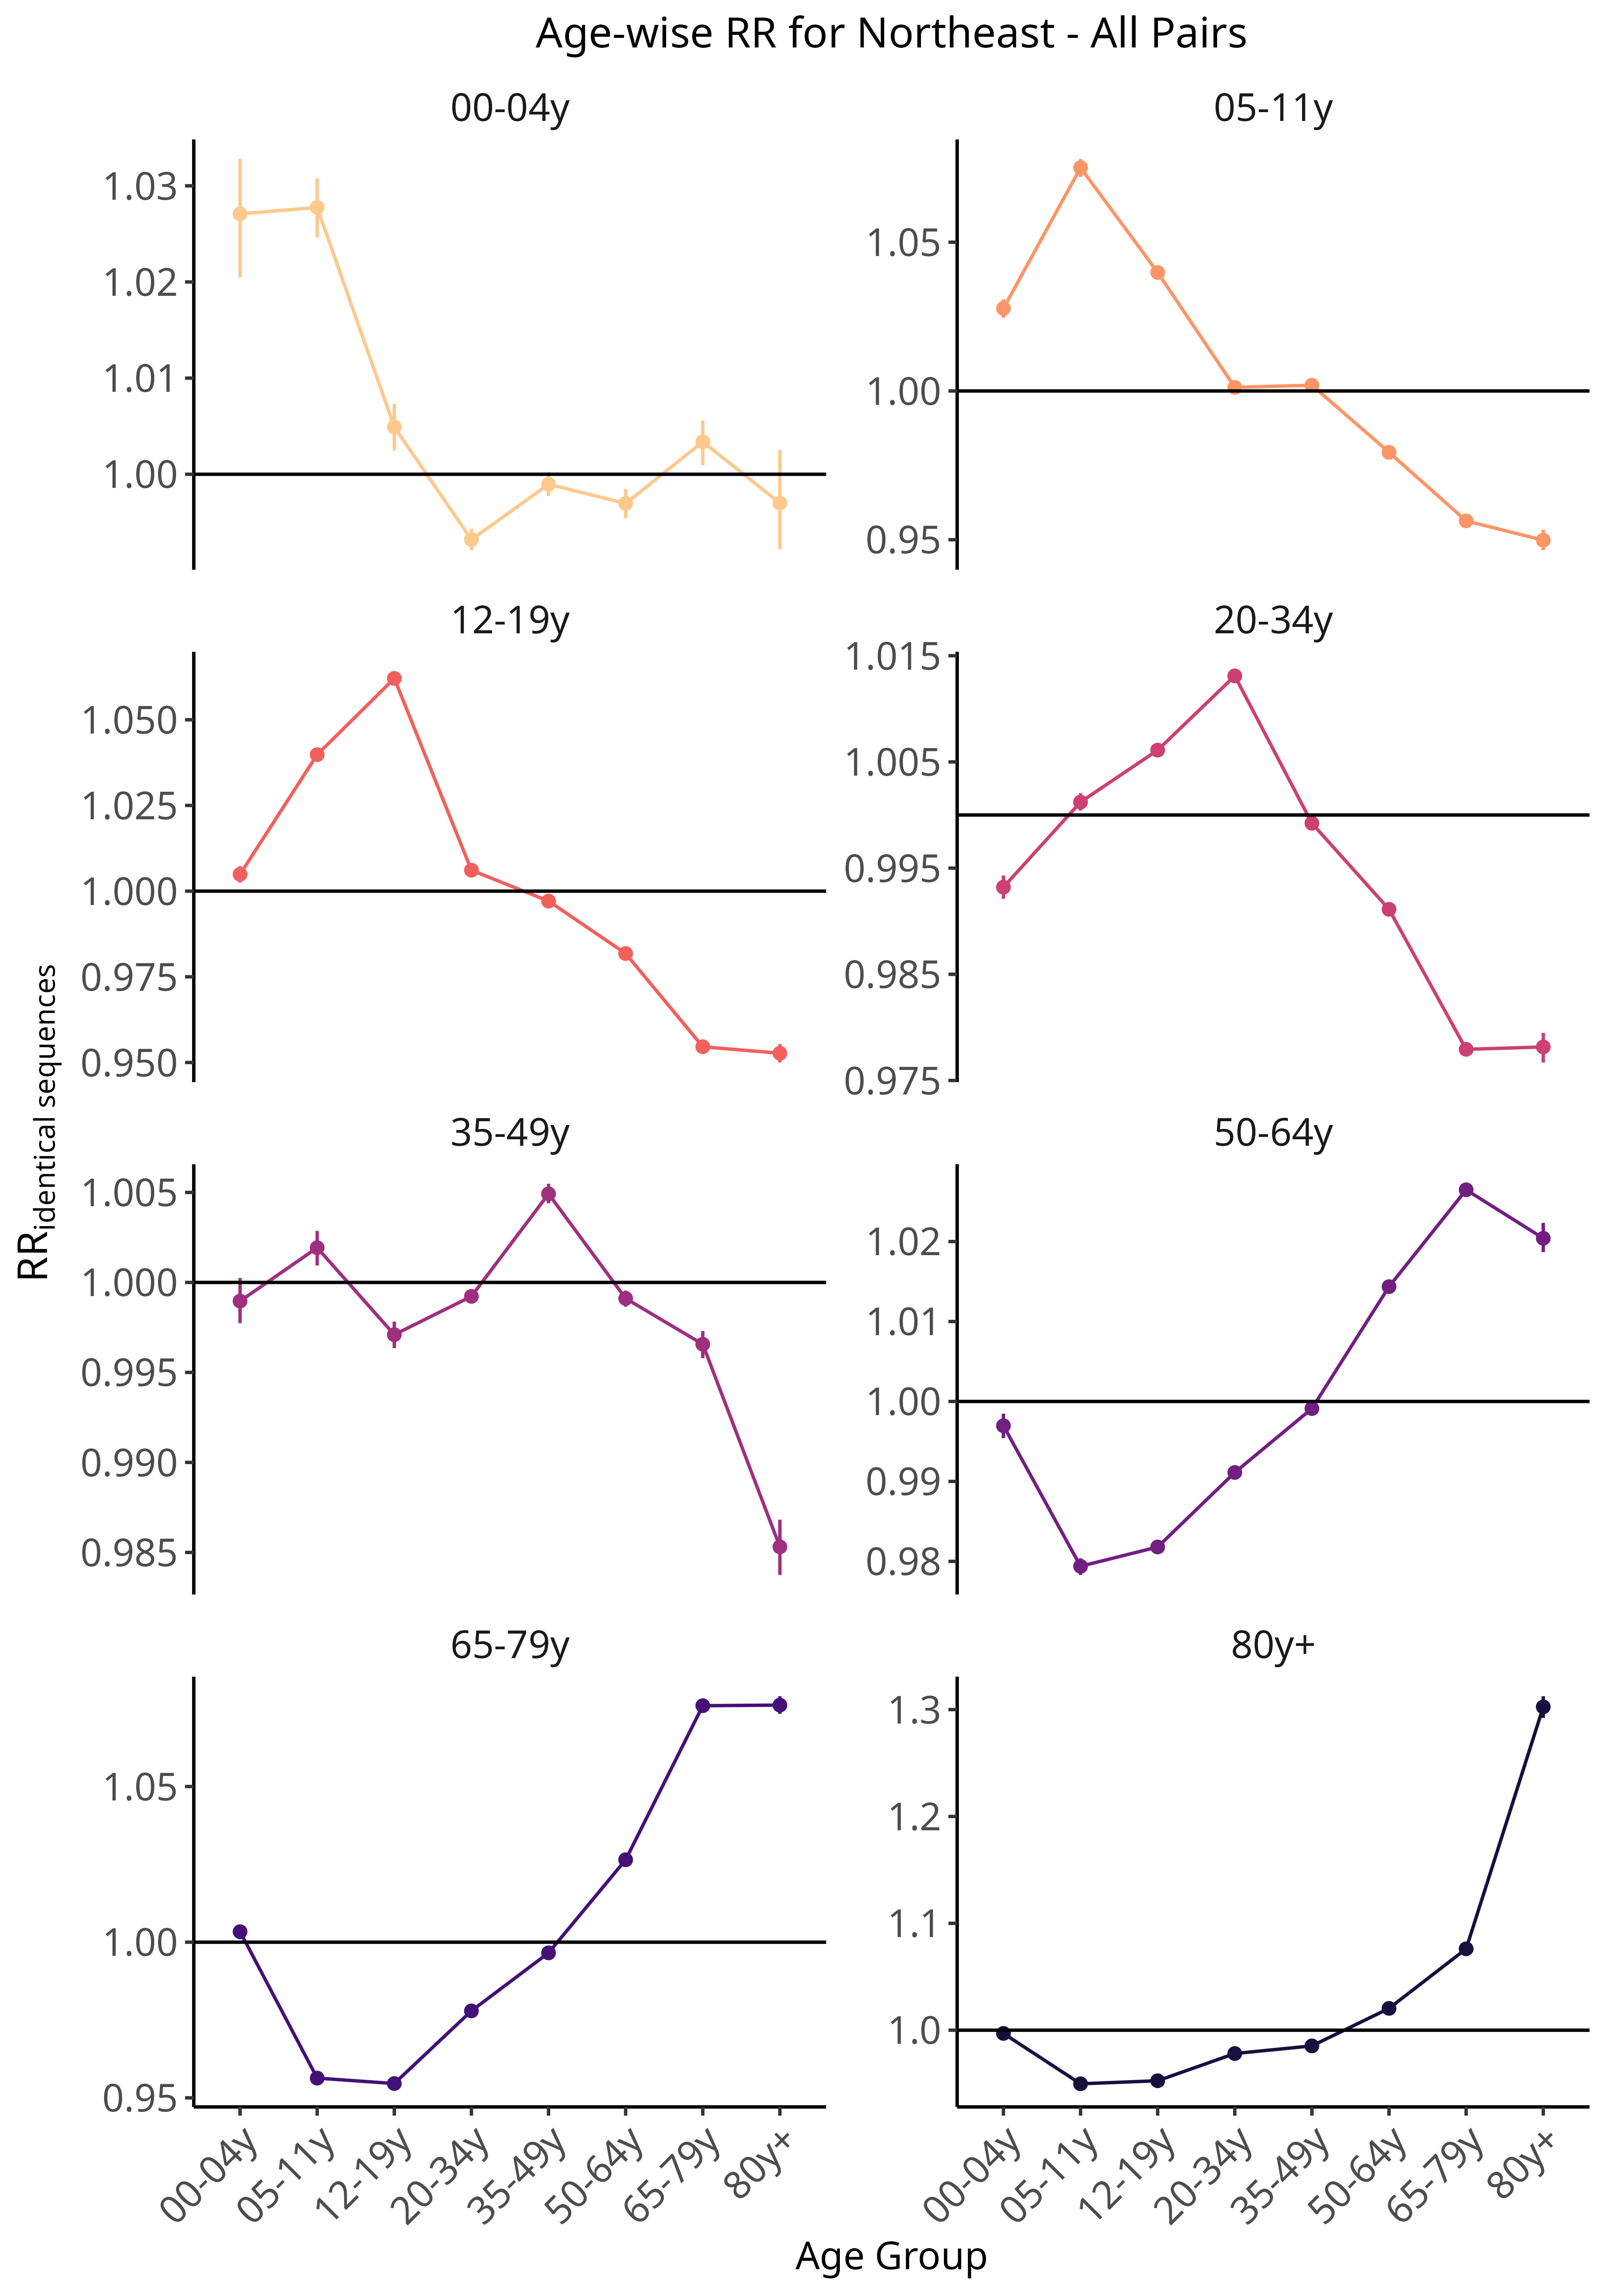 Age-wise RR for Northeast - All Pairs
00-04y
1.03
1.02
1.01
1.00
05-11y
1.05
1.00
0.95
12-19y
1.050
1.025
1.000
0.975
0.950
20-34y
1.015
1.005
0.995
0.985
0.975
35-49y
1.005
1.000
0.995
0.990
0.985
50-64y
1.02
1.01
1.00
0.99
0.98
65-79y
1.05
1.00
0.95
80y+
1.3
1.2
1.1
1.0
00-04y 05-11y 12-19y 20-34y 35-49y 50-64y 65-79y 80y+
00-04y 05-11y 12-19y 20-34y 35-49y 50-64y 65-79y 80y+
Age Group
RRidentical sequences